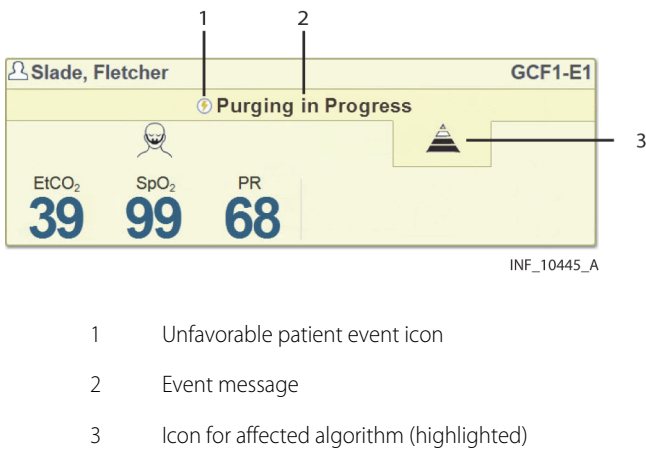 1 2
Slade, Fletcher GCF1-E1
Purging in Progress
3
EtCO₂ SpO₂ PR
39 99 68
INF_10445_A
1 Unfavorable patient event icon
2 Event message
3 Icon for affected algorithm (highlighted)